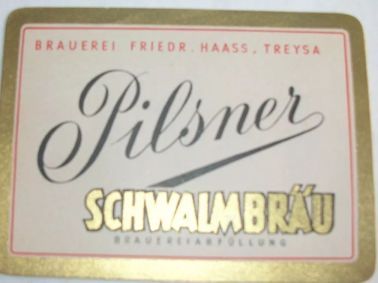 BRAUEREI FRIEDR. HAASS, TREYSA
Pilsner
SCHWALMBRÄU
BRAUEREIABFÜLLUNG